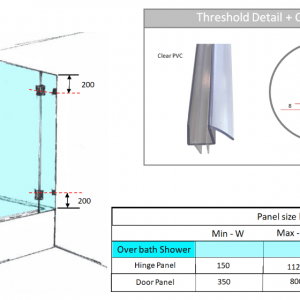 Threshold Detail +
Clear PVC
8
200
200
Panel size
Min - W
Max -
Over bath Shower
Hinge Panel
150
112
Door Panel
350
800